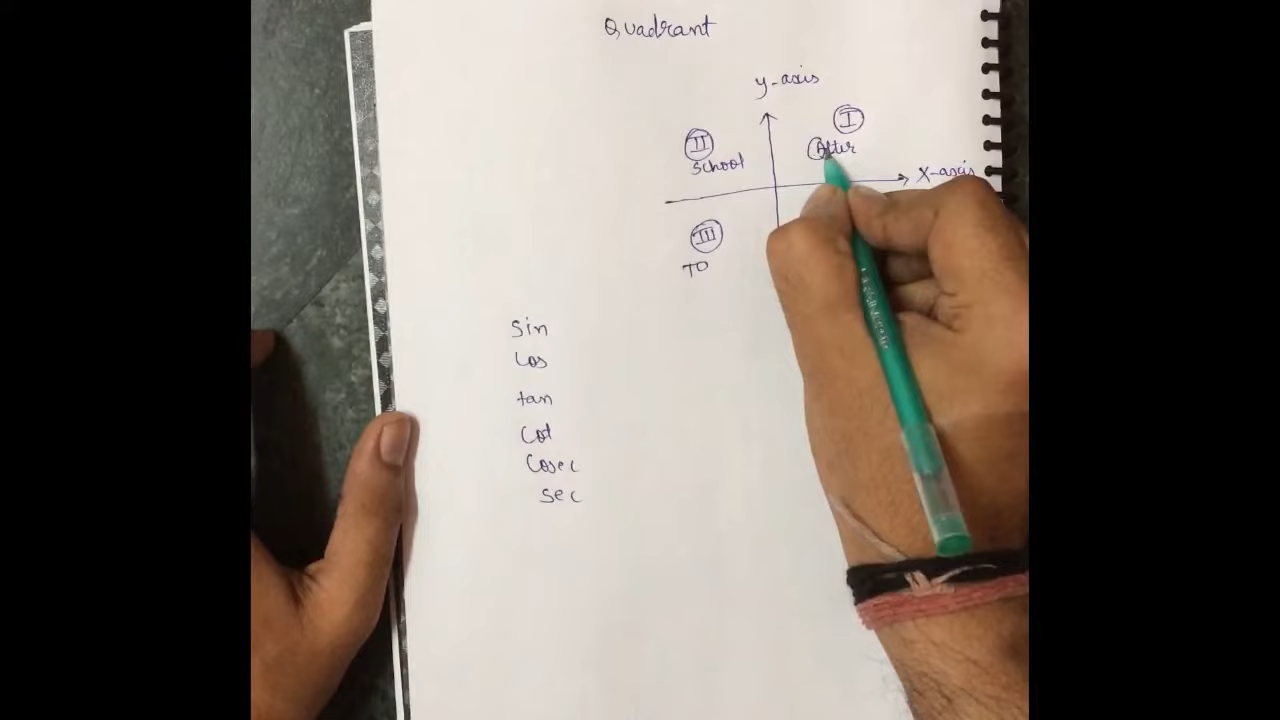 Quadrant
y-axis
I
II
After
School
X-axis
III
TO
Sin
Cos
tan
Cot
Cosec
Sec